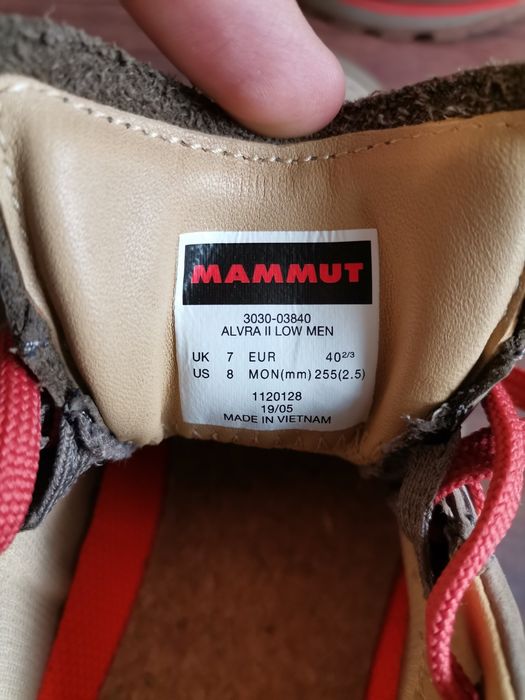 MAMMUT
3030-03840
ALVRA II LOW MEN
UK 7 EUR 40 2/3
US 8 MON(mm) 255(2.5)
1120128
19/05
MADE IN VIETNAM